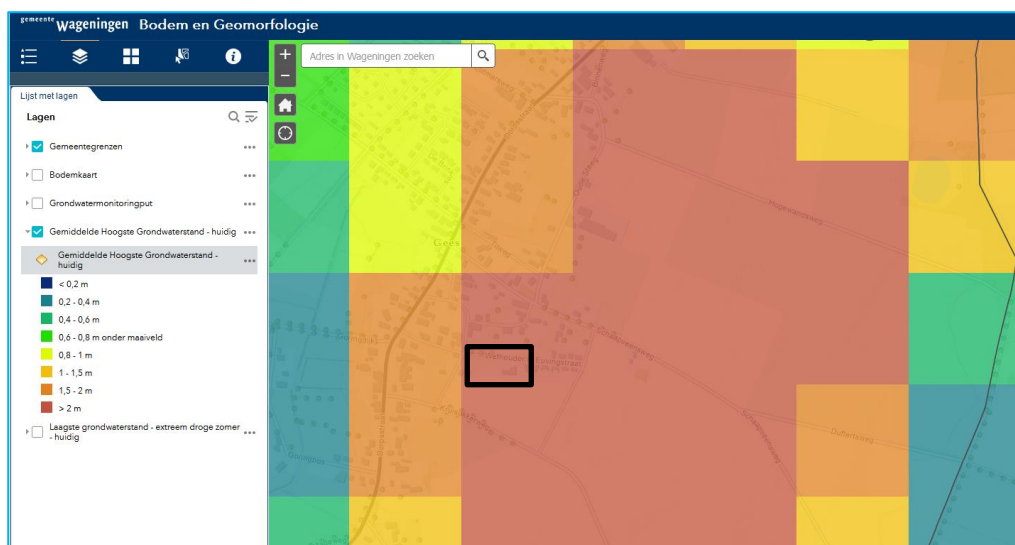 gemeente Wageningen Bodem en Geomorfologie
Adres in Wageningen zoeken
Lijst met lagen
Lagen
Gemeentegrenzen
Bodemkaart
Grondwatermonitoringput
Gemiddelde Hoogste Grondwaterstand - huidig
Gemiddelde Hoogste Grondwaterstand -
huidig
< 0,2 m
0,2 - 0,4 m
0,4 - 0,6 m
0,6 - 0,8 m onder maaiveld
0,8 - 1 m
1 - 1,5 m
1,5 - 2 m
> 2 m
Laagste grondwaterstand - extreem droge zomer
- huidig